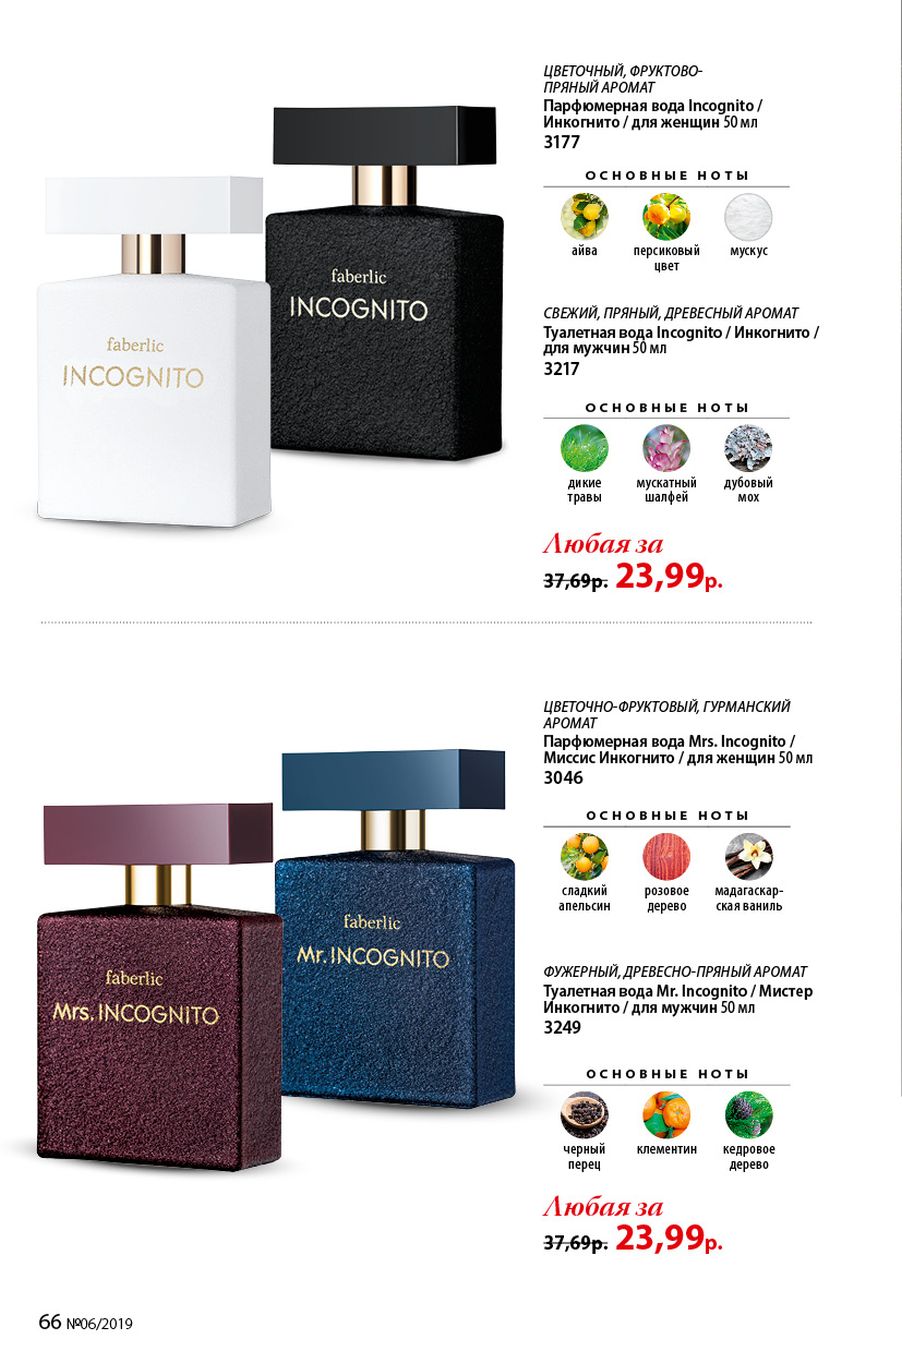 ЦВЕТОЧНЫЙ, ФРУКТОВО-
ПРЯНЫЙ АРОМАТ
Парфюмерная вода Incognito /
Инкогнито / для женщин 50 мл
3177
ОСНОВНЫЕ НОТЫ
айва
персиковый
цвет
мускус
faberlic
INCOGNITO
faberlic
INCOGNITO
СВЕЖИЙ, ПРЯНЫЙ, ДРЕВЕСНЫЙ АРОМАТ
Туалетная вода Incognito / Инкогнито /
для мужчин 50 мл
3217
ОСНОВНЫЕ НОТЫ
дикие
травы
мускатный
шалфей
дубовый
мох
Любая за
37,69р. 23,99р.
ЦВЕТОЧНО-ФРУКТОВЫЙ, ГУРМАНСКИЙ
АРОМАТ
Парфюмерная вода Mrs. Incognito /
Миссис Инкогнито / для женщин 50 мл
3046
ОСНОВНЫЕ НОТЫ
сладкий
апельсин
розовое
дерево
мадагаскар-
ская ваниль
faberlic
Mr. INCOGNITO
faberlic
Mrs. INCOGNITO
ФУЖЕРНЫЙ, ДРЕВЕСНО-ПРЯНЫЙ АРОМАТ
Туалетная вода Mr. Incognito / Мистер
Инкогнито / для мужчин 50 мл
3249
ОСНОВНЫЕ НОТЫ
черный
перец
клементин
кедровое
дерево
Любая за
37,69р. 23,99р.
66 №06/2019